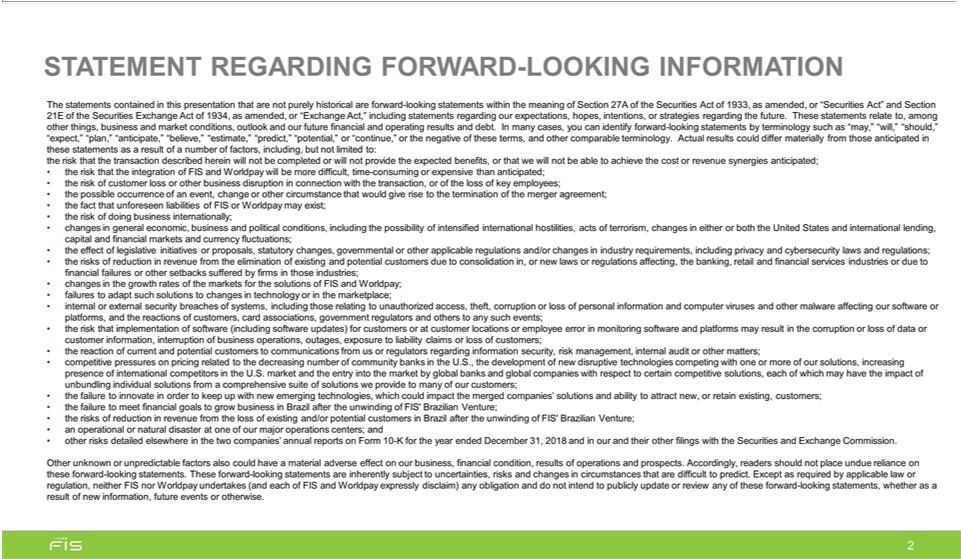 STATEMENT REGARDING FORWARD-LOOKING INFORMATION
The statements contained in this presentation that are not purely historical are forward-looking statements within the meaning of Section 27A of the Securities Act of 1933, as amended, or “Securities Act” and Section
21E of the Securities Exchange Act of 1934, as amended, or “Exchange Act,” including statements regarding our expectations, hopes, intentions, or strategies regarding the future. These statements relate to, among
other things, business and market conditions, outlook and our future financial and operating results and debt. In many cases, you can identify forward-looking statements by terminology such as “may,” “will,” “should,”
“expect,” “plan,” “anticipate,” “believe,” “estimate,” “predict,” “potential,” or “continue,” or the negative of these terms, and other comparable terminology. Actual results could differ materially from those anticipated in
these statements as a result of a number of factors, including, but not limited to:
the risk that the transaction described herein will not be completed or will not provide the expected benefits, or that we will not be able to achieve the cost or revenue synergies anticipated;
• the risk that the integration of FIS and Worldpay will be more difficult, time-consuming or expensive than anticipated;
• the risk of customer loss or other business disruption in connection with the transaction, or of the loss of key employees;
• the possible occurrence of an event, change or other circumstance that would give rise to the termination of the merger agreement;
• the fact that unforeseen liabilities of FIS or Worldpay may exist;
• the risk of doing business internationally;
• changes in general economic, business and political conditions, including the possibility of intensified international hostilities, acts of terrorism, changes in either or both the United States and international lending,
capital and financial markets and currency fluctuations;
• the effect of legislative initiatives or proposals, statutory changes, governmental or other applicable regulations and/or changes in industry requirements, including privacy and cybersecurity laws and regulations;
• the risks of reduction in revenue from the elimination of existing and potential customers due to consolidation in, or new laws or regulations affecting, the banking, retail and financial services industries or due to
financial failures or other setbacks suffered by firms in those industries;
• changes in the growth rates of the markets for the solutions of FIS and Worldpay;
• failures to adapt such solutions to changes in technology or in the marketplace;
• internal or external security breaches of systems, including those relating to unauthorized access, theft, corruption or loss of personal information and computer viruses and other malware affecting our software or
platforms, and the reactions of customers, card associations, government regulators and others to any such events;
• the risk that implementation of software (including software updates) for customers or at customer locations or employee error in monitoring software and platforms may result in the corruption or loss of data or
customer information, interruption of business operations, outages, exposure to liability claims or loss of customers;
• the reaction of current and potential customers to communications from us or regulators regarding information security, risk management, internal audit or other matters;
• competitive pressures on pricing related to the decreasing number of community banks in the U.S., the development of new disruptive technologies competing with one or more of our solutions, increasing
presence of international competitors in the U.S. market and the entry into the market by global banks and global companies with respect to certain competitive solutions, each of which may have the impact of
unbundling individual solutions from a comprehensive suite of solutions we provide to many of our customers;
• the failure to innovate in order to keep up with new emerging technologies, which could impact the merged companies’ solutions and ability to attract new, or retain existing, customers;
• the failure to meet financial goals to grow business in Brazil after the unwinding of FIS’ Brazilian Venture;
• the risks of reduction in revenue from the loss of existing and/or potential customers in Brazil after the unwinding of FIS’ Brazilian Venture;
• an operational or natural disaster at one of our major operations centers; and
• other risks detailed elsewhere in the two companies’ annual reports on Form 10-K for the year ended December 31, 2018 and in our and their other filings with the Securities and Exchange Commission.
Other unknown or unpredictable factors also could have a material adverse effect on our business, financial condition, results of operations and prospects. Accordingly, readers should not place undue reliance on
these forward-looking statements. These forward-looking statements are inherently subject to uncertainties, risks and changes in circumstances that are difficult to predict. Except as required by applicable law or
regulation, neither FIS nor Worldpay undertakes (and each of FIS and Worldpay expressly disclaim) any obligation and do not intend to publicly update or review any of these forward-looking statements, whether as a
result of new information, future events or otherwise.
FIS
2